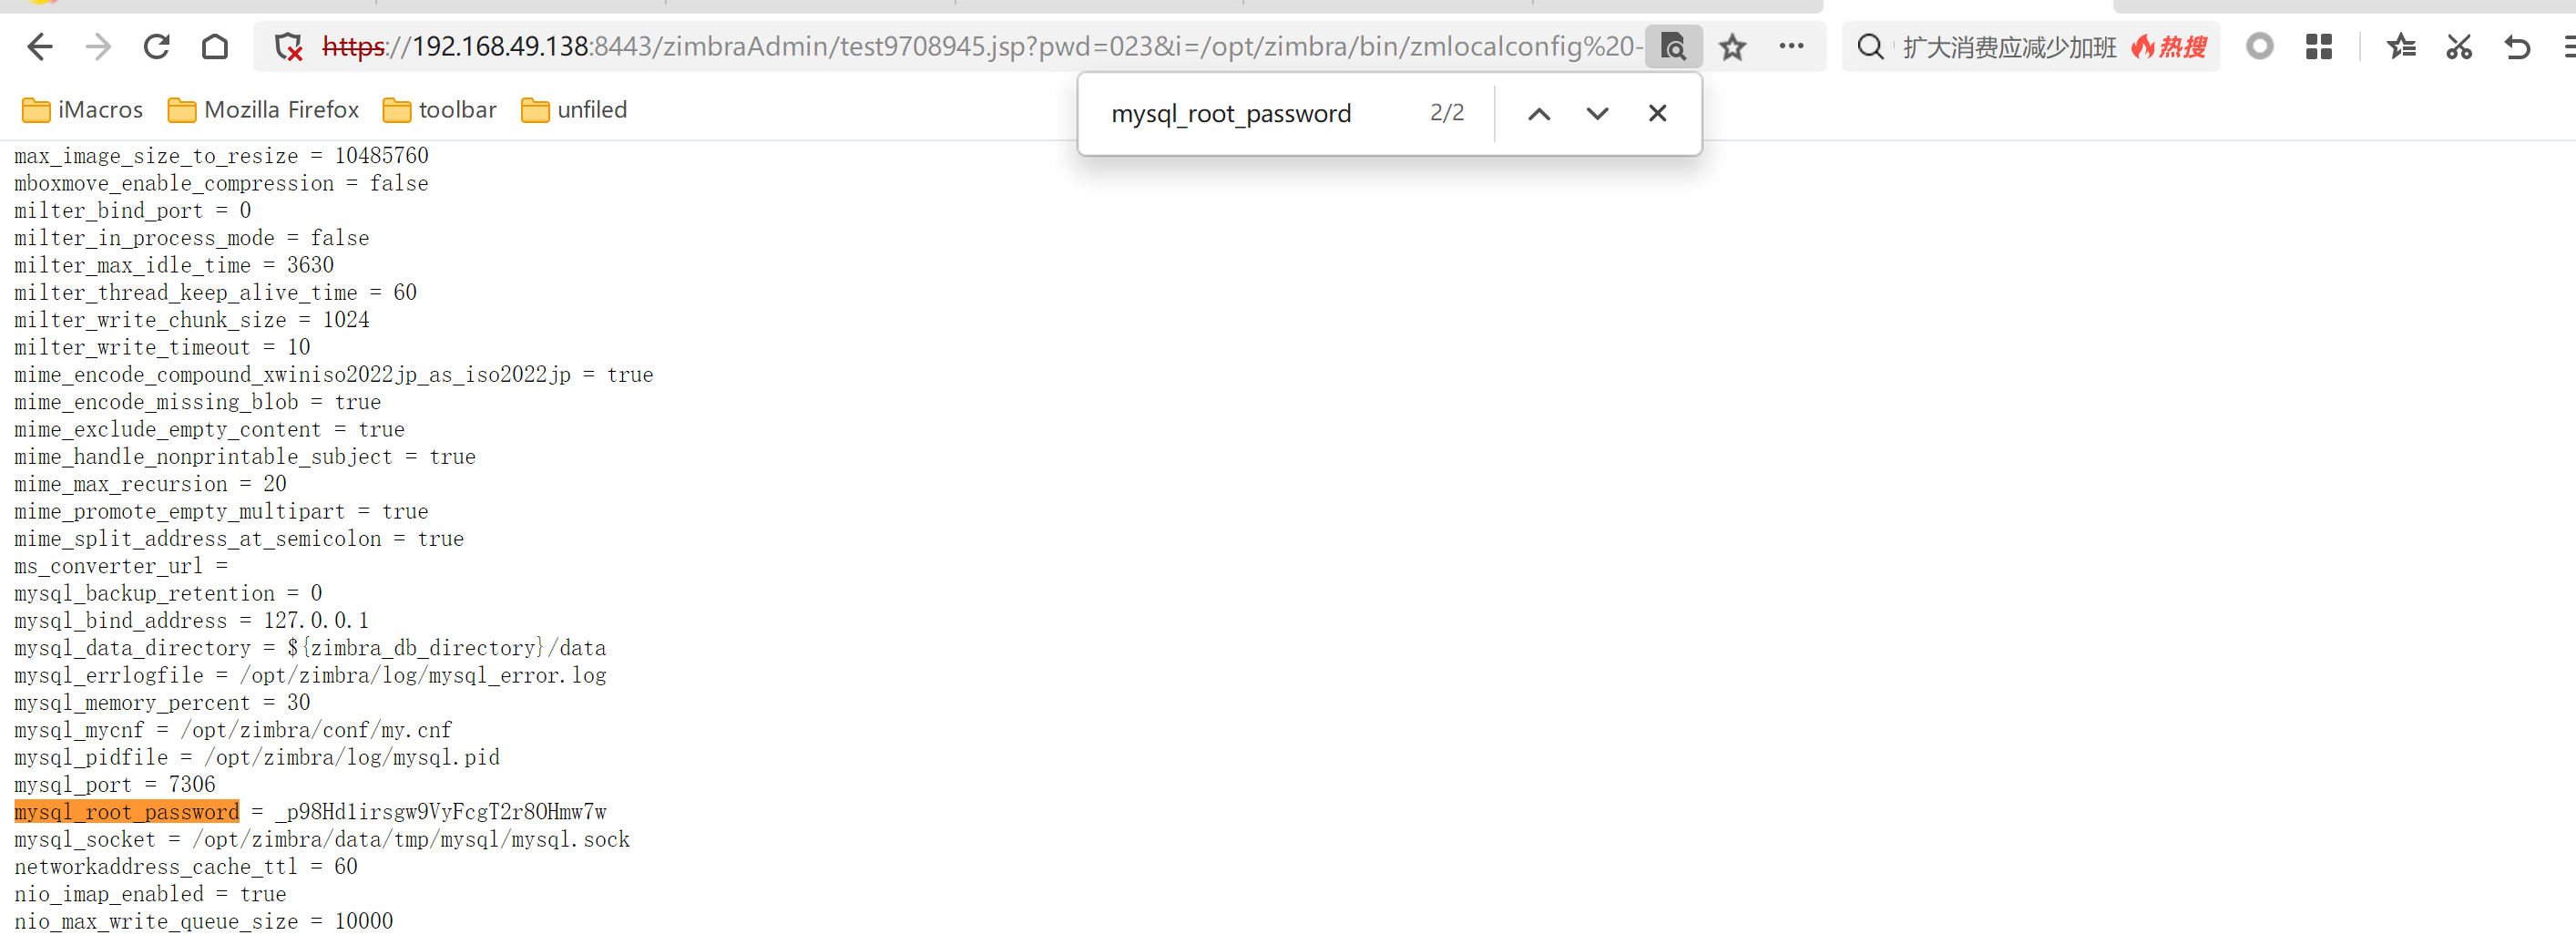 https://192.168.49.138:8443/zimbraAdmin/test9708945.jsp?pwd=023&i=/opt/zimbra/bin/zmlocalconfig%20-
扩大消费应减少加班 热搜
iMacros Mozilla Firefox toolbar unfiled
mysql_root_password 2/2
max_image_size_to_resize = 10485760
mboxmove_enable_compression = false
milter_bind_port = 0
milter_in_process_mode = false
milter_max_idle_time = 3630
milter_thread_keep_alive_time = 60
milter_write_chunk_size = 1024
milter_write_timeout = 10
mime_encode_compound_xwiniso2022jp_as_iso2022jp = true
mime_encode_missing_blob = true
mime_exclude_empty_content = true
mime_handle_nonprintable_subject = true
mime_max_recursion = 20
mime_promote_empty_multipart = true
mime_split_address_at_semicolon = true
ms_converter_url =
mysql_backup_retention = 0
mysql_bind_address = 127.0.0.1
mysql_data_directory = ${zimbra_db_directory}/data
mysql_errlogfile = /opt/zimbra/log/mysql_error.log
mysql_memory_percent = 30
mysql_mycnf = /opt/zimbra/conf/my.cnf
mysql_pidfile = /opt/zimbra/log/mysql.pid
mysql_port = 7306
mysql_root_password = _p98Hd1irsgw9VyFcgT2r8OHmw7w
mysql_socket = /opt/zimbra/data/tmp/mysql/mysql.sock
networkaddress_cache_ttl = 60
nio_imap_enabled = true
nio_max_write_queue_size = 10000